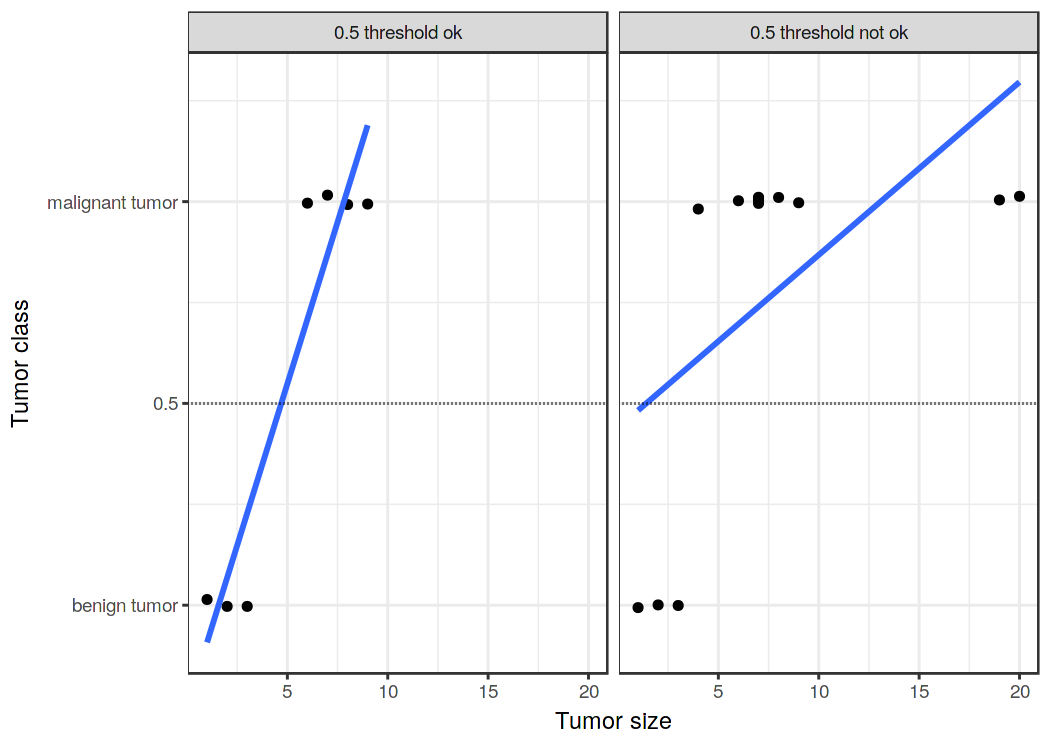 0.5 threshold ok
0.5 threshold not ok
Tumor class
malignant tumor
0.5
benign tumor
5 10 15 20
5 10 15 20
Tumor size